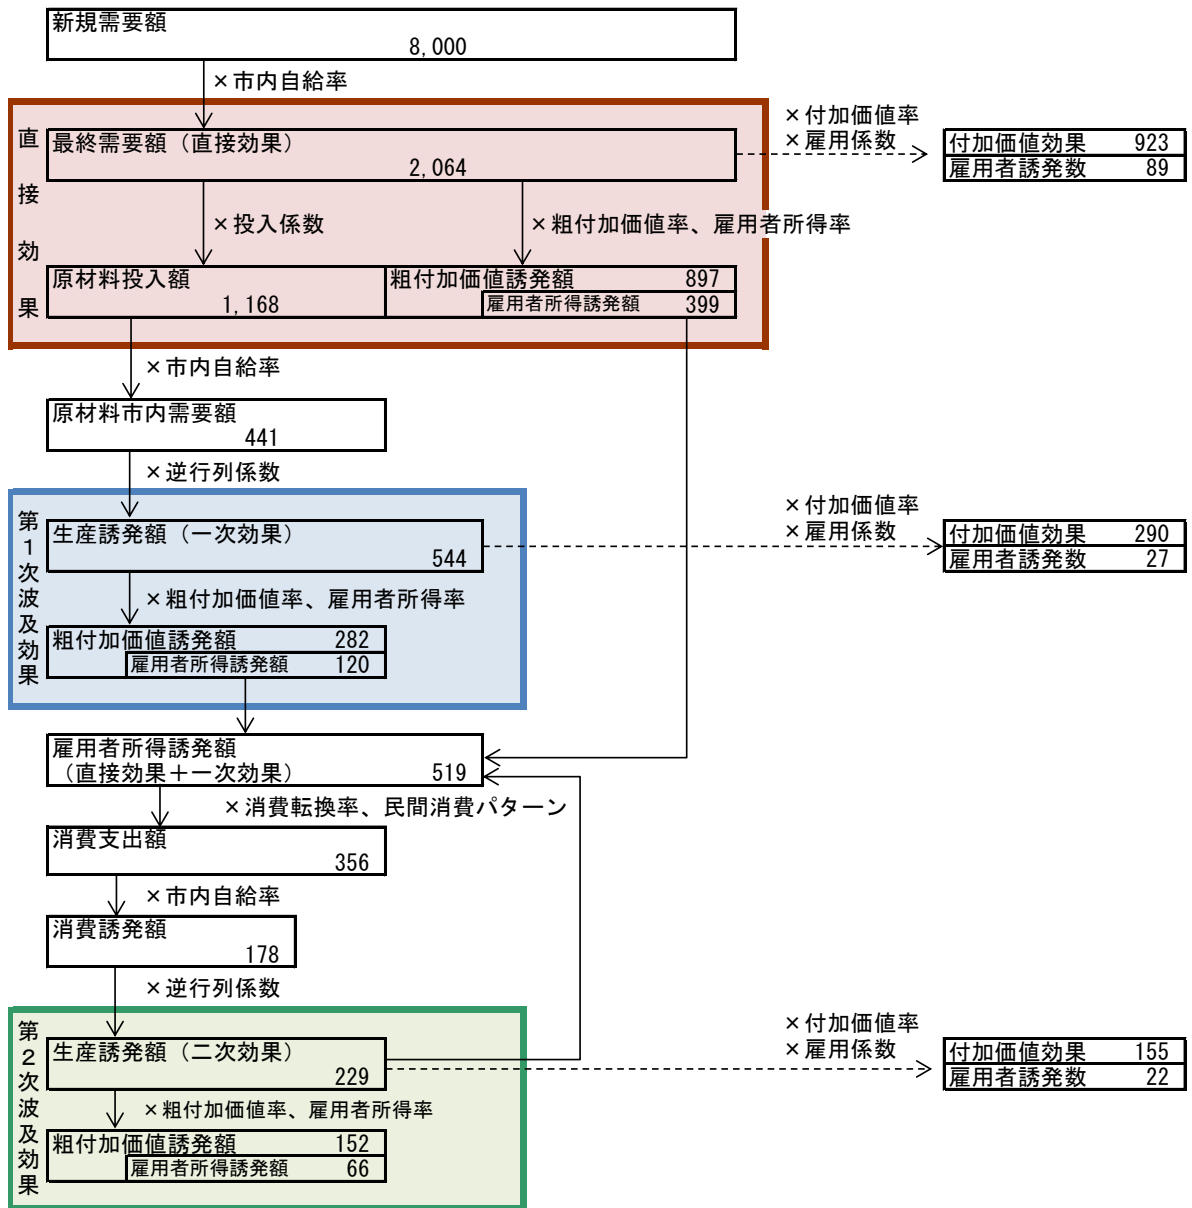 新規需要額
8,000
×市内自給率
直接効果
最終需要額（直接効果）
2,064
×付加価値率
×雇用係数
付加価値効果 923
雇用者誘発数 89
×投入係数
×粗付加価値率、雇用者所得率
原材料投入額
1,168
粗付加価値誘発額 897
雇用者所得誘発額 399
×市内自給率
原材料市内需要額
441
×逆行列係数
第1次波及効果
生産誘発額（一次効果）
544
×付加価値率
×雇用係数
付加価値効果 290
雇用者誘発数 27
×粗付加価値率、雇用者所得率
粗付加価値誘発額 282
雇用者所得誘発額 120
雇用者所得誘発額
（直接効果＋一次効果） 519
×消費転換率、民間消費パターン
消費支出額
356
×市内自給率
消費誘発額
178
×逆行列係数
第2次波及効果
生産誘発額（二次効果）
229
×付加価値率
×雇用係数
付加価値効果 155
雇用者誘発数 22
×粗付加価値率、雇用者所得率
粗付加価値誘発額 152
雇用者所得誘発額 66